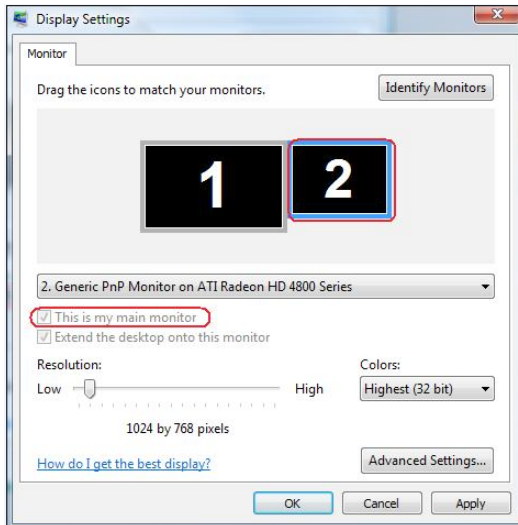 Display Settings
Monitor
Drag the icons to match your monitors.
Identify Monitors
1
2
2. Generic PnP Monitor on ATI Radeon HD 4800 Series
This is my main monitor
Extend the desktop onto this monitor
Resolution:
Colors:
Low
High
Highest (32 bit)
1024 by 768 pixels
How do I get the best display?
Advanced Settings...
OK
Cancel
Apply